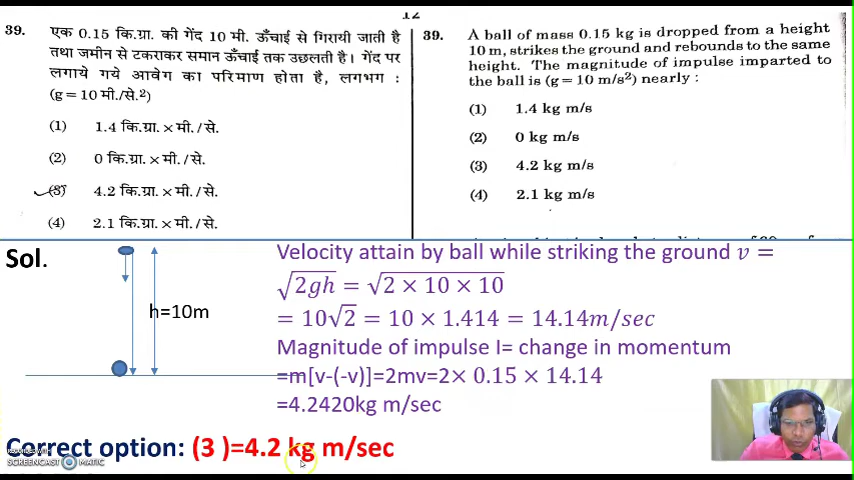 12
39. एक 0.15 कि.ग्रा. की गेंद 10 मी. ऊँचाई से गिरायी जाती है
तथा जमीन से टकराकर समान ऊँचाई तक उछलती है। गेंद पर
लगाये गये आवेग का परिमाण होता है, लगभग :
(g = 10 मी./से.²)
(1) 1.4 कि.ग्रा. × मी./से.
(2) 0 कि.ग्रा. × मी./से.
(3) 4.2 कि.ग्रा. × मी./से.
(4) 2.1 कि.ग्रा. × मी./से.
39. A ball of mass 0.15 kg is dropped from a height
10 m, strikes the ground and rebounds to the same
height. The magnitude of impulse imparted to
the ball is (g = 10 m/s²) nearly :
(1) 1.4 kg m/s
(2) 0 kg m/s
(3) 4.2 kg m/s
(4) 2.1 kg m/s
Sol.
h=10m
Velocity attain by ball while striking the ground v =
√2gh = √2 × 10 × 10
= 10√2 = 10 × 1.414 = 14.14m/sec
Magnitude of impulse I= change in momentum
=m[v-(-v)]=2mv=2× 0.15 × 14.14
=4.2420kg m/sec
Correct option: (3 )=4.2 kg m/sec
SCREENCAST MATIC